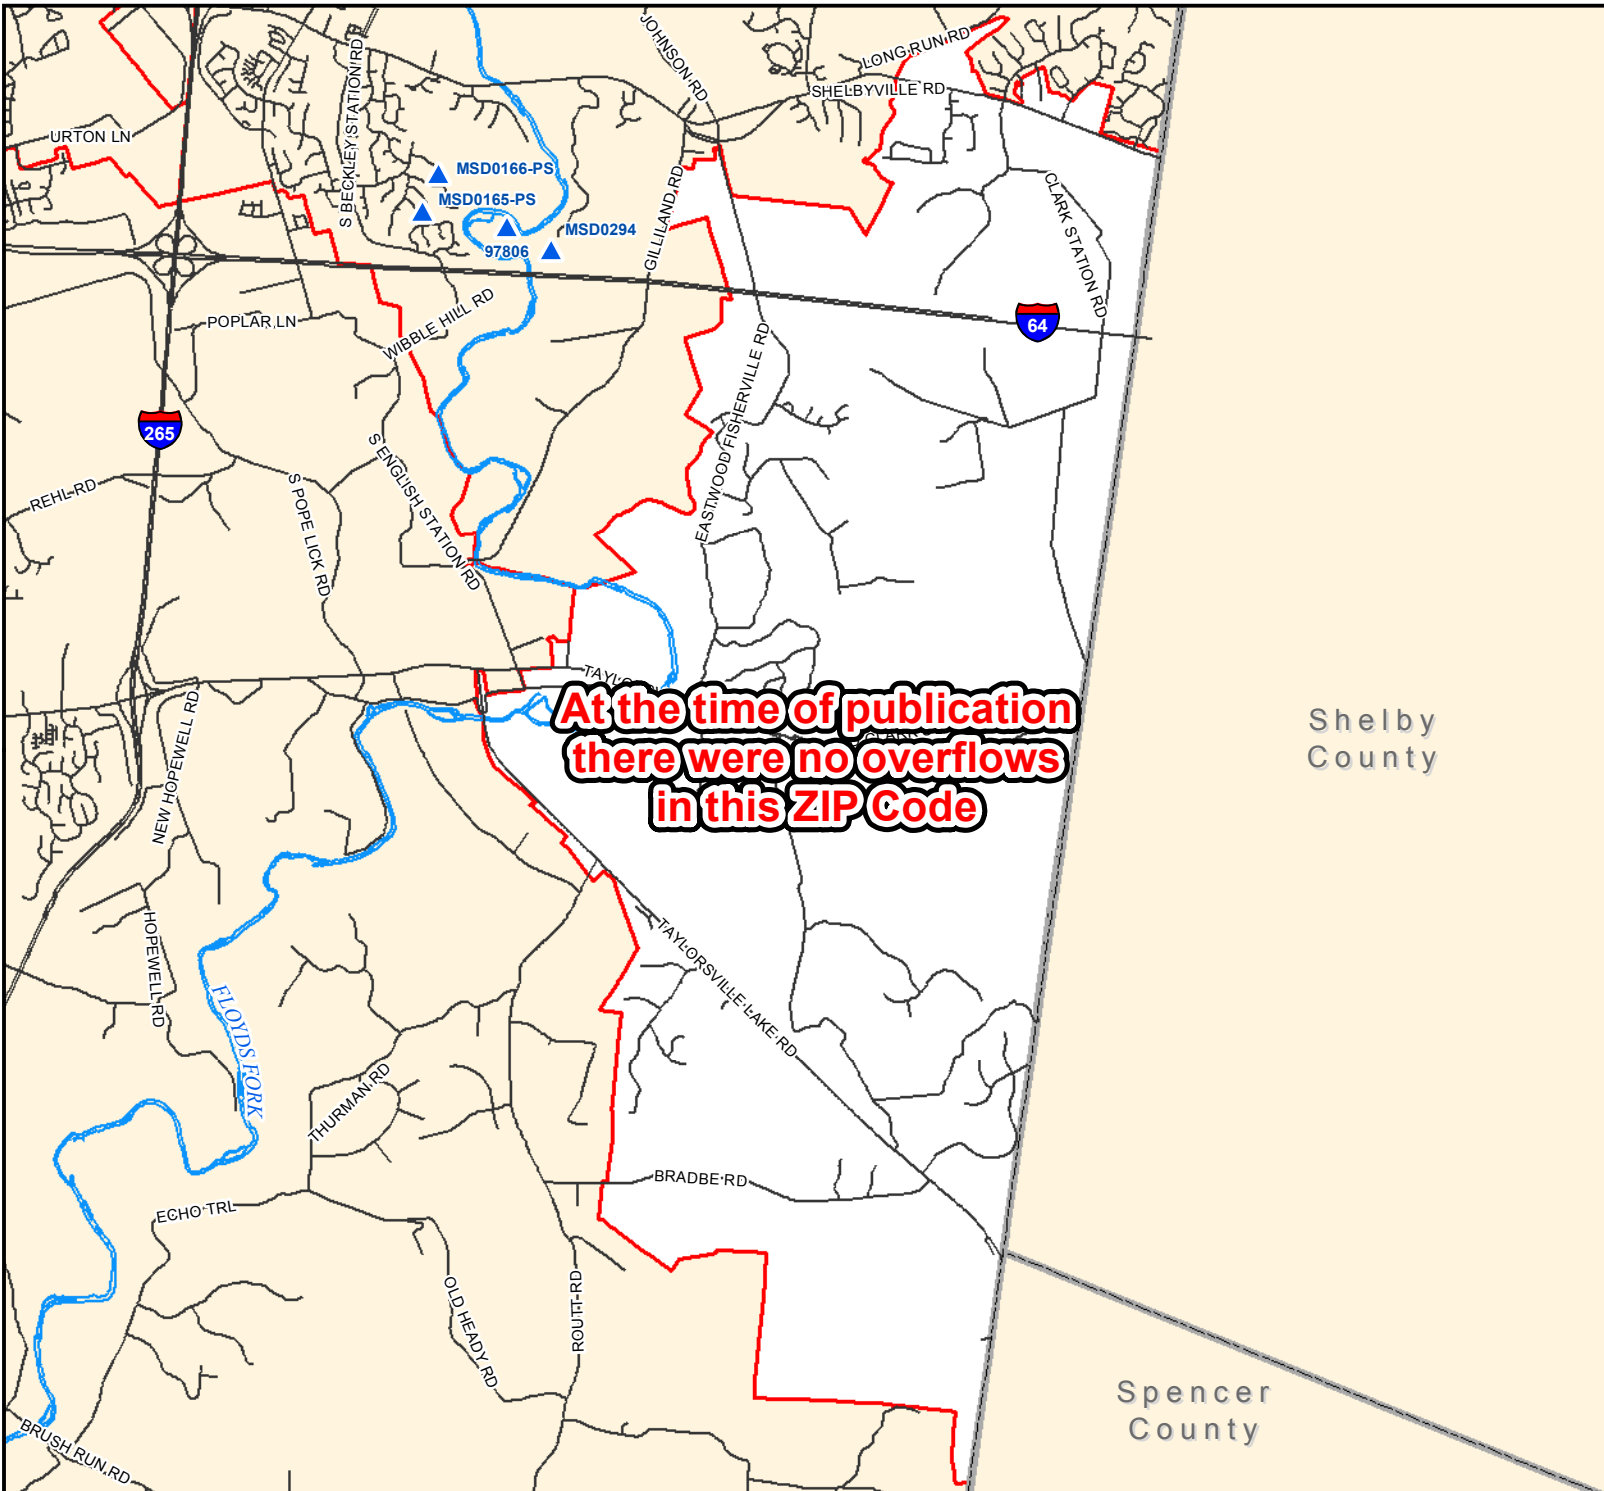 JOHNSON RD
LONG RUN RD
SHELBYVILLE RD
S BECKLEY STATION RD
URTON LN
MSD0166-PS
MSD0165-PS
MSD0294
97806
GILLILAND RD
CLARK STATION RD
POPLAR LN
WIBBLE HILL RD
64
EASTWOOD FISHERVILLE RD
265
S ENGLISH STATION RD
REHL RD
S POPE LICK RD
NEW HOPEWELL RD
At the time of publication
there were no overflows
in this ZIP Code
Shelby
County
HOPEWELL RD
TAYLORSVILLE LAKE RD
FLOYDS FORK
THURMAN RD
BRADBE RD
ECHO TRL
OLD HEADY RD
ROUTT RD
Spencer
County
BRUSH RUN RD